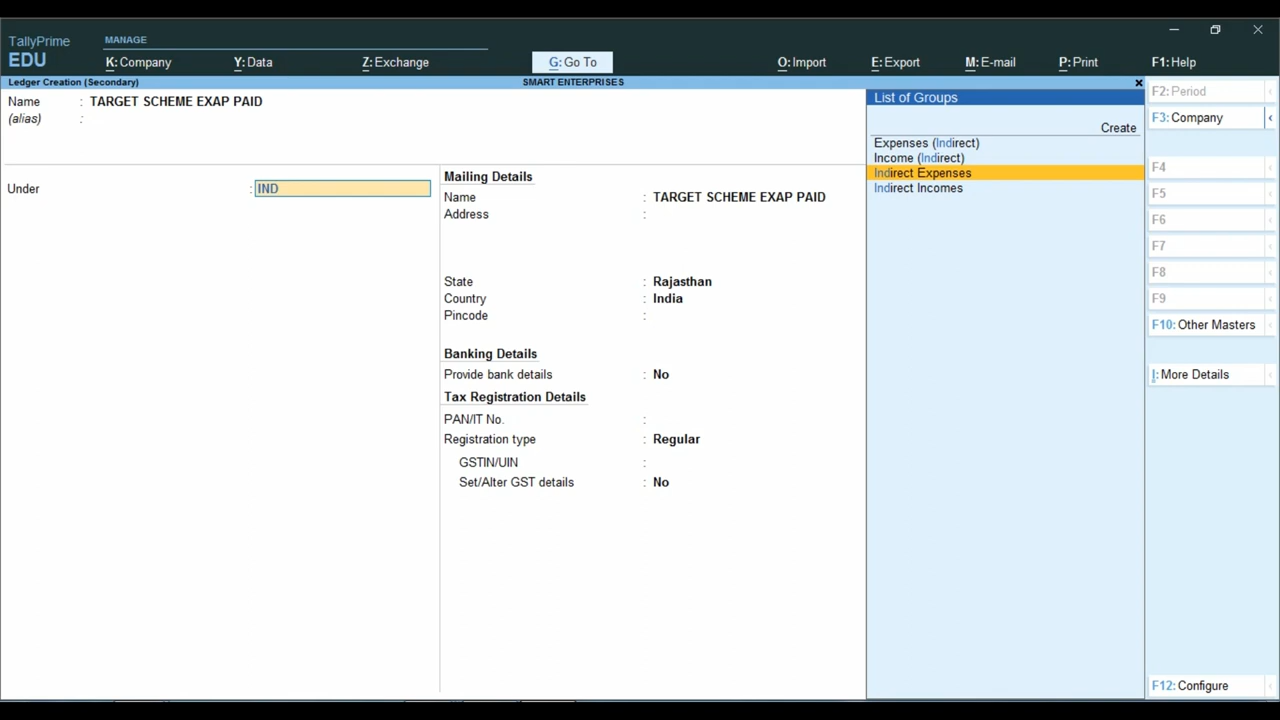 TallyPrime
EDU
MANAGE
K: Company
Y: Data
Z: Exchange
G: Go To
O: Import
E: Export
M: E-mail
P: Print
F1: Help
Ledger Creation (Secondary)
SMART ENTERPRISES
Name : TARGET SCHEME EXAP PAID
(alias) :
Under : IND
Mailing Details
Name : TARGET SCHEME EXAP PAID
Address :
State : Rajasthan
Country : India
Pincode :
Banking Details
Provide bank details : No
Tax Registration Details
PAN/IT No. :
Registration type : Regular
GSTIN/UIN :
Set/Alter GST details : No
List of Groups
Create
Expenses (Indirect)
Income (Indirect)
Indirect Expenses
Indirect Incomes
F2: Period
F3: Company
F4
F5
F6
F7
F8
F9
F10: Other Masters
I: More Details
F12: Configure